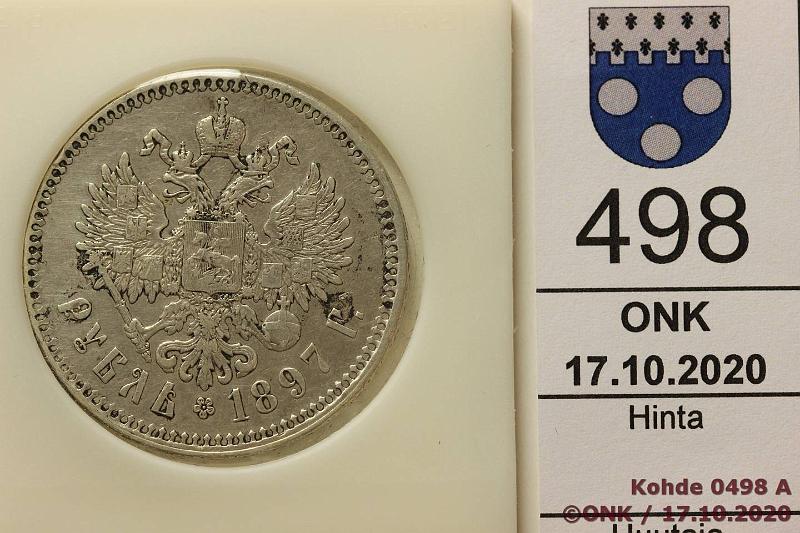 РУБЛЬ 1897 Г.
498
ONK
17.10.2020
Hinta
Kohde 0498 A
©ONK / 17.10.2020